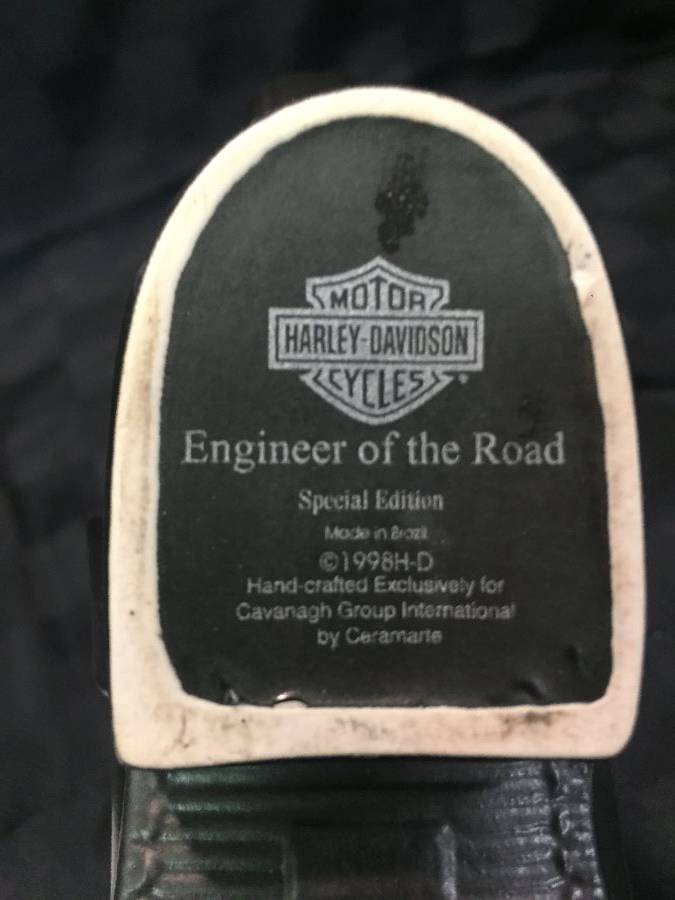 MOTOR
HARLEY-DAVIDSON
CYCLES
Engineer of the Road
Special Edition
Made in Brazil
©1998H-D
Hand-crafted Exclusively for
Cavanagh Group International
by Ceramarte